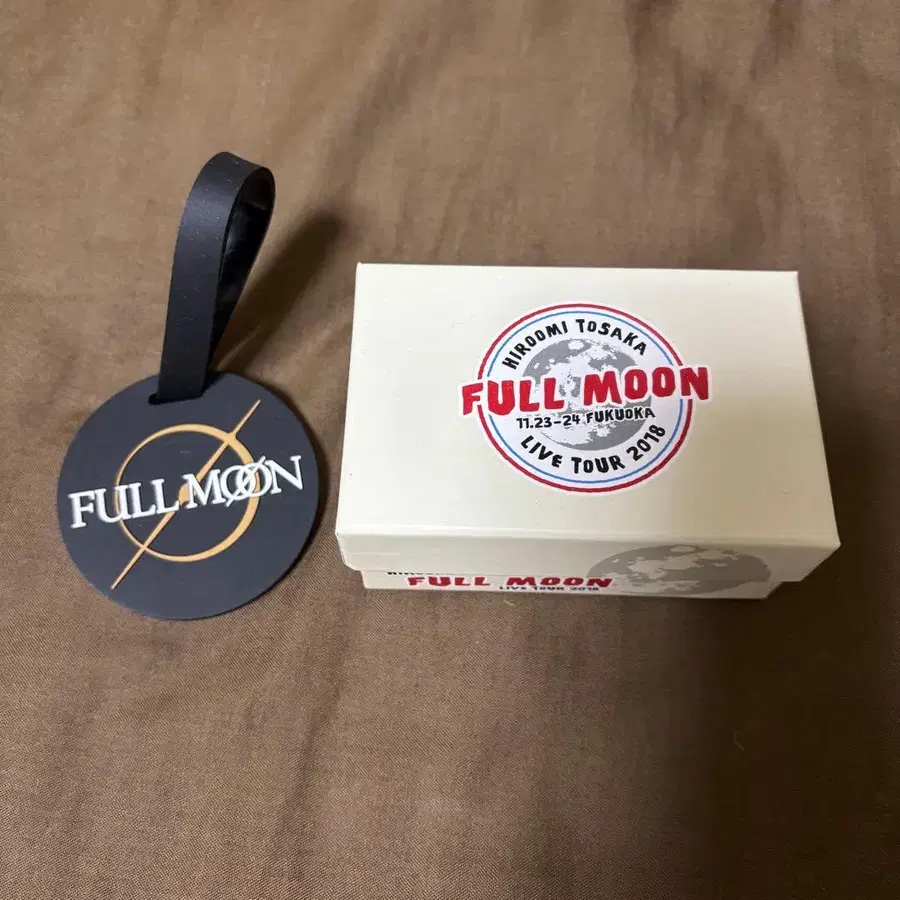 FULL MOON
HIROOMI TOSAKA
FULL MOON
11.23-24 FUKUOKA
LIVE TOUR 2018
FULL MOON
LIVE TOUR 2018